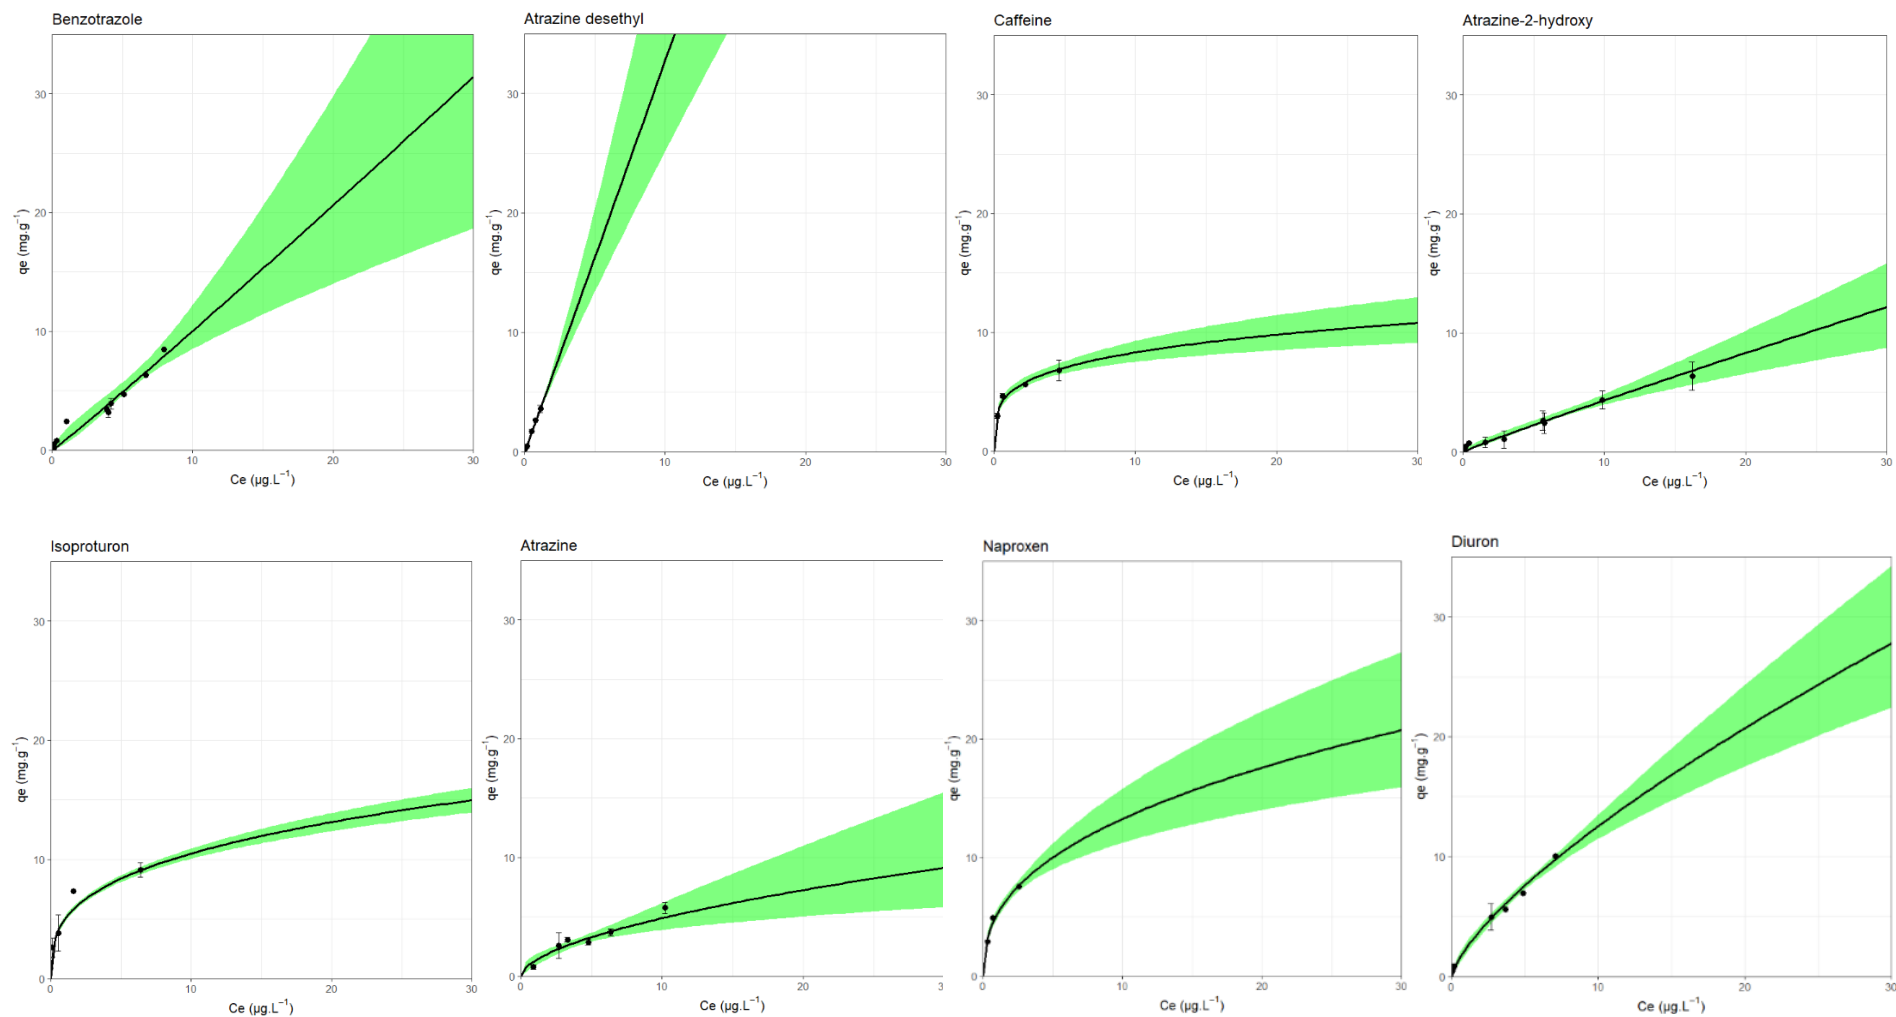 Benzotrazole
30
20
10
0
0 10 20 30
qe (mg.g⁻¹)
Ce (µg.L⁻¹)
Atrazine desethyl
30
20
10
0
0 10 20 30
qe (mg.g⁻¹)
Ce (µg.L⁻¹)
Caffeine
30
20
10
0
0 10 20 30
qe (mg.g⁻¹)
Ce (µg.L⁻¹)
Atrazine-2-hydroxy
30
20
10
0
0 10 20 30
qe (mg.g⁻¹)
Ce (µg.L⁻¹)
Isoproturon
30
20
10
0
0 10 20 30
qe (mg.g⁻¹)
Ce (µg.L⁻¹)
Atrazine
30
20
10
0
0 10 20 30
qe (mg.g⁻¹)
Ce (µg.L⁻¹)
Naproxen
30
20
10
0
0 10 20 30
qe (mg.g⁻¹)
Ce (µg.L⁻¹)
Diuron
30
20
10
0
0 10 20 30
qe (mg.g⁻¹)
Ce (µg.L⁻¹)